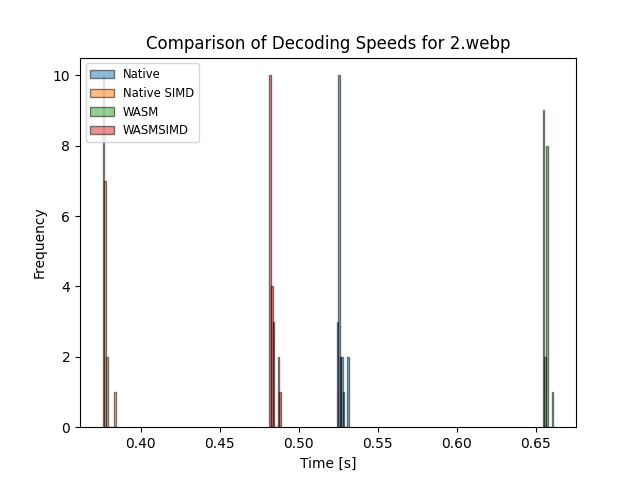 Comparison of Decoding Speeds for 2.webp
Native
Native SIMD
WASM
WASMSIMD
10
8
6
4
2
0
Frequency
0.40 0.45 0.50 0.55 0.60 0.65
Time [s]